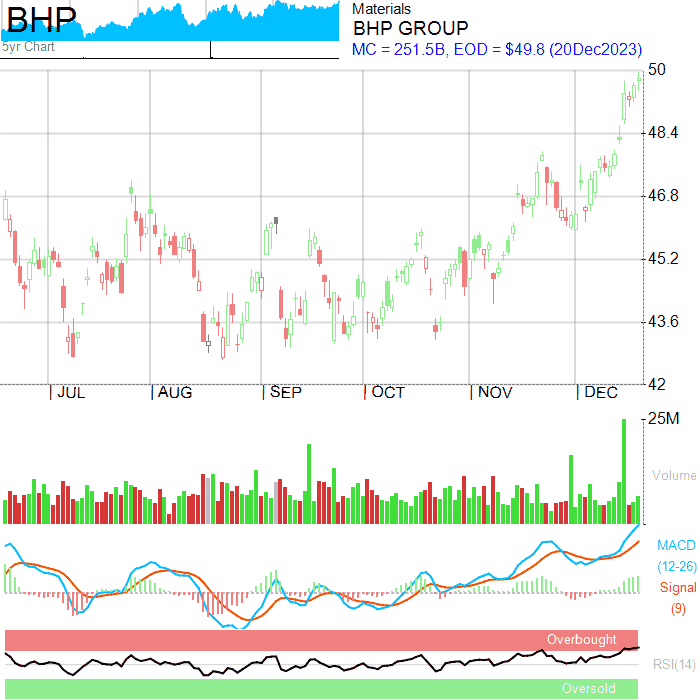 BHP
5yr Chart
Materials
BHP GROUP
MC = 251.5B, EOD = $49.8 (20Dec2023)
50
48.4
46.8
45.2
43.6
42
JUL AUG SEP OCT NOV DEC
25M
Volume
MACD
(12-26)
Signal
(9)
Overbought
RSI(14)
Oversold